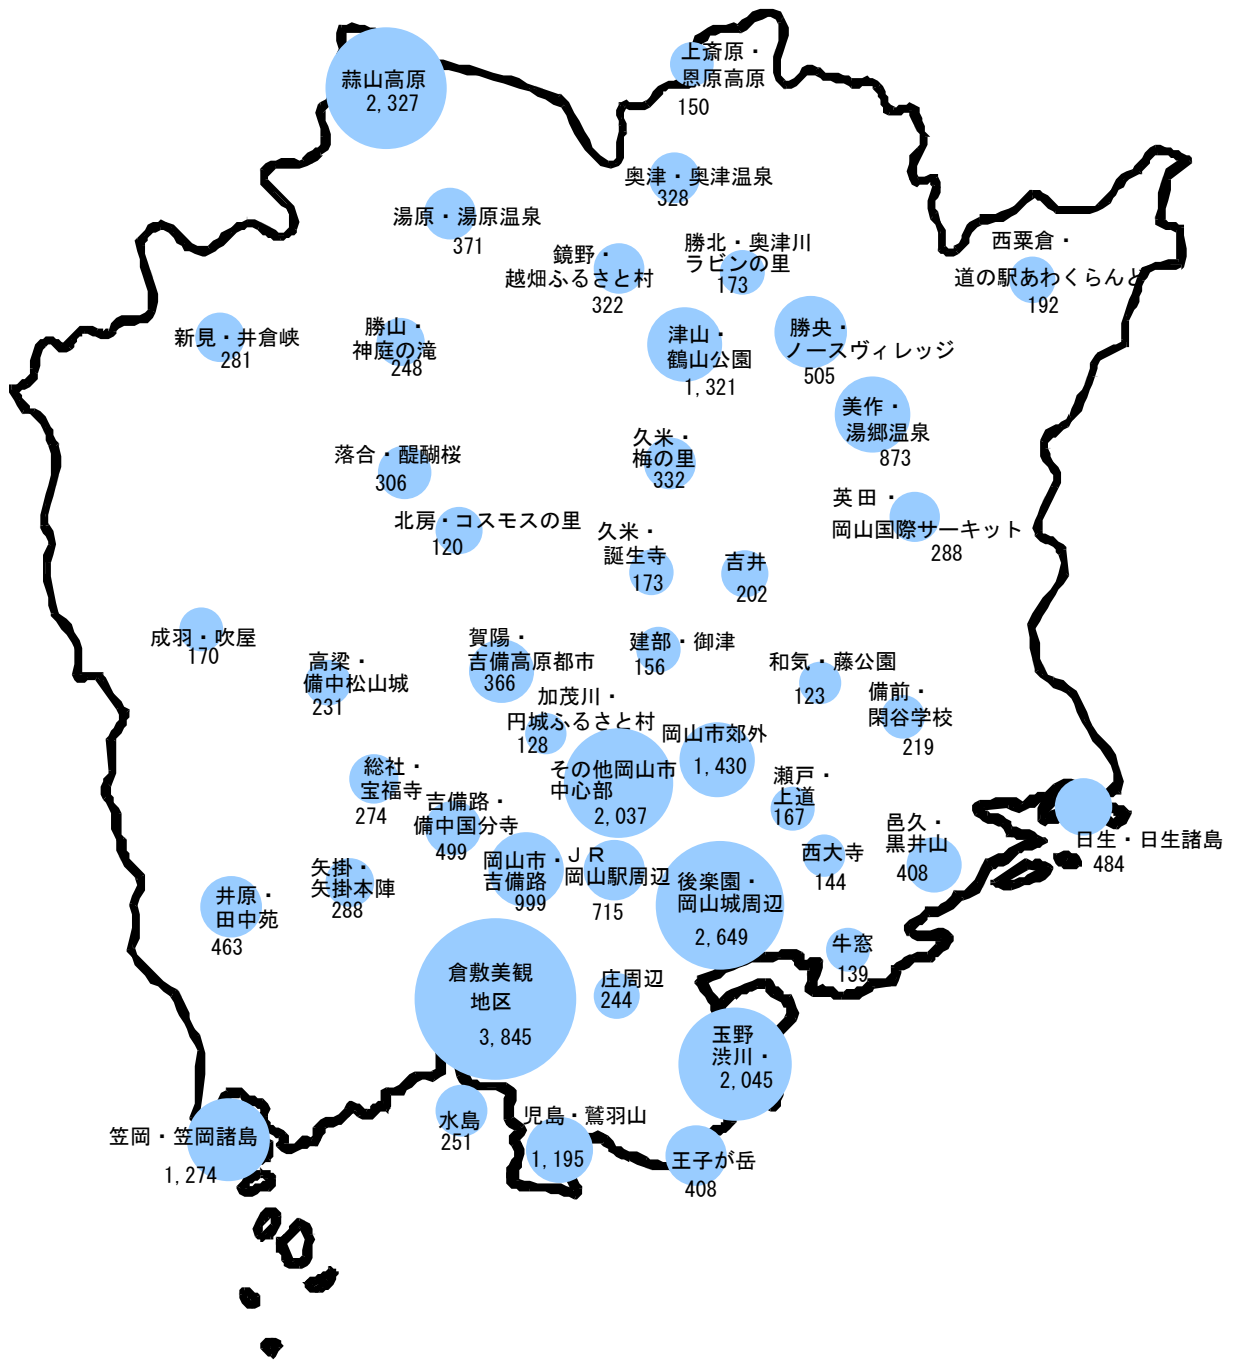 上斎原・
恩原高原
150
蒜山高原
2,327
奥津・奥津温泉
328
湯原・湯原温泉
371
鏡野・
越畑ふるさと村
322
勝北・奥津川
ラビンの里
173
西粟倉・
道の駅あわくらんど
192
新見・井倉峡
281
勝山・
神庭の滝
248
津山・
鶴山公園
1,321
勝央・
ノースヴィレッジ
505
美作・
湯郷温泉
873
落合・醍醐桜
306
久米・
梅の里
332
英田・
岡山国際サーキット
288
北房・コスモスの里
120
久米・
誕生寺
173
吉井
202
成羽・吹屋
170
高梁・
備中松山城
231
賀陽・
吉備高原都市
366
建部・御津
156
和気・藤公園
123
備前・
閑谷学校
219
加茂川・
円城ふるさと村
128
岡山市郊外
1,430
その他岡山市
中心部
2,037
総社・
宝福寺
274
吉備路・
備中国分寺
499
瀬戸・
上道
167
邑久・
黒井山
408
日生・日生諸島
484
西大寺
144
矢掛・
矢掛本陣
288
岡山市・
吉備路
999
JR
岡山駅周辺
715
後楽園・
岡山城周辺
2,649
井原・
田中苑
463
牛窓
139
倉敷美観
地区
3,845
庄周辺
244
玉野
渋川・
2,045
笠岡・笠岡諸島
1,274
水島
251
児島・鷲羽山
1,195
王子が岳
408